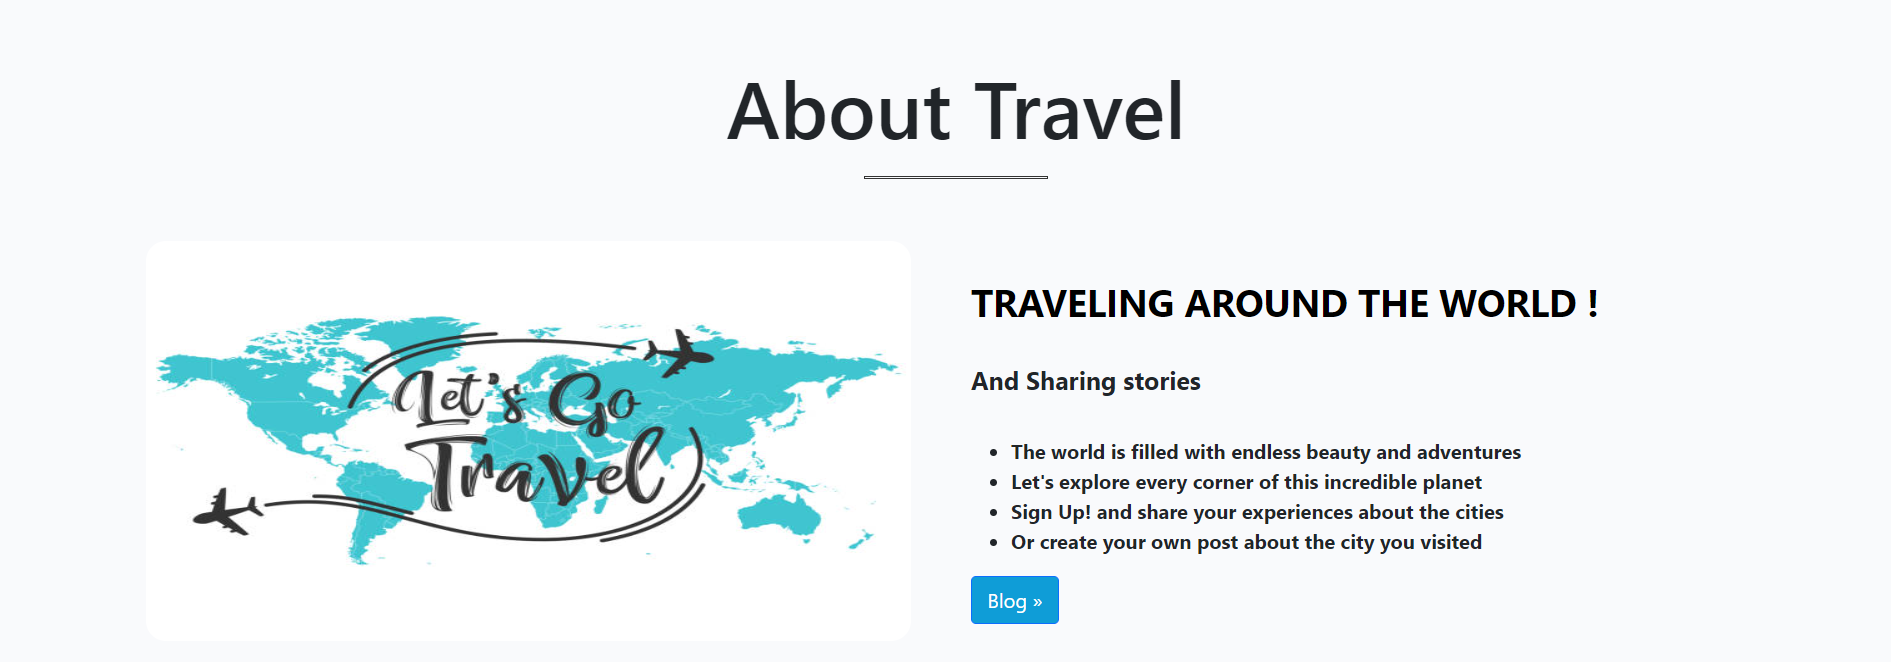 About Travel
Let's Go
Travel
TRAVELING AROUND THE WORLD !
And Sharing stories
• The world is filled with endless beauty and adventures
• Let's explore every corner of this incredible planet
• Sign Up! and share your experiences about the cities
• Or create your own post about the city you visited
Blog »